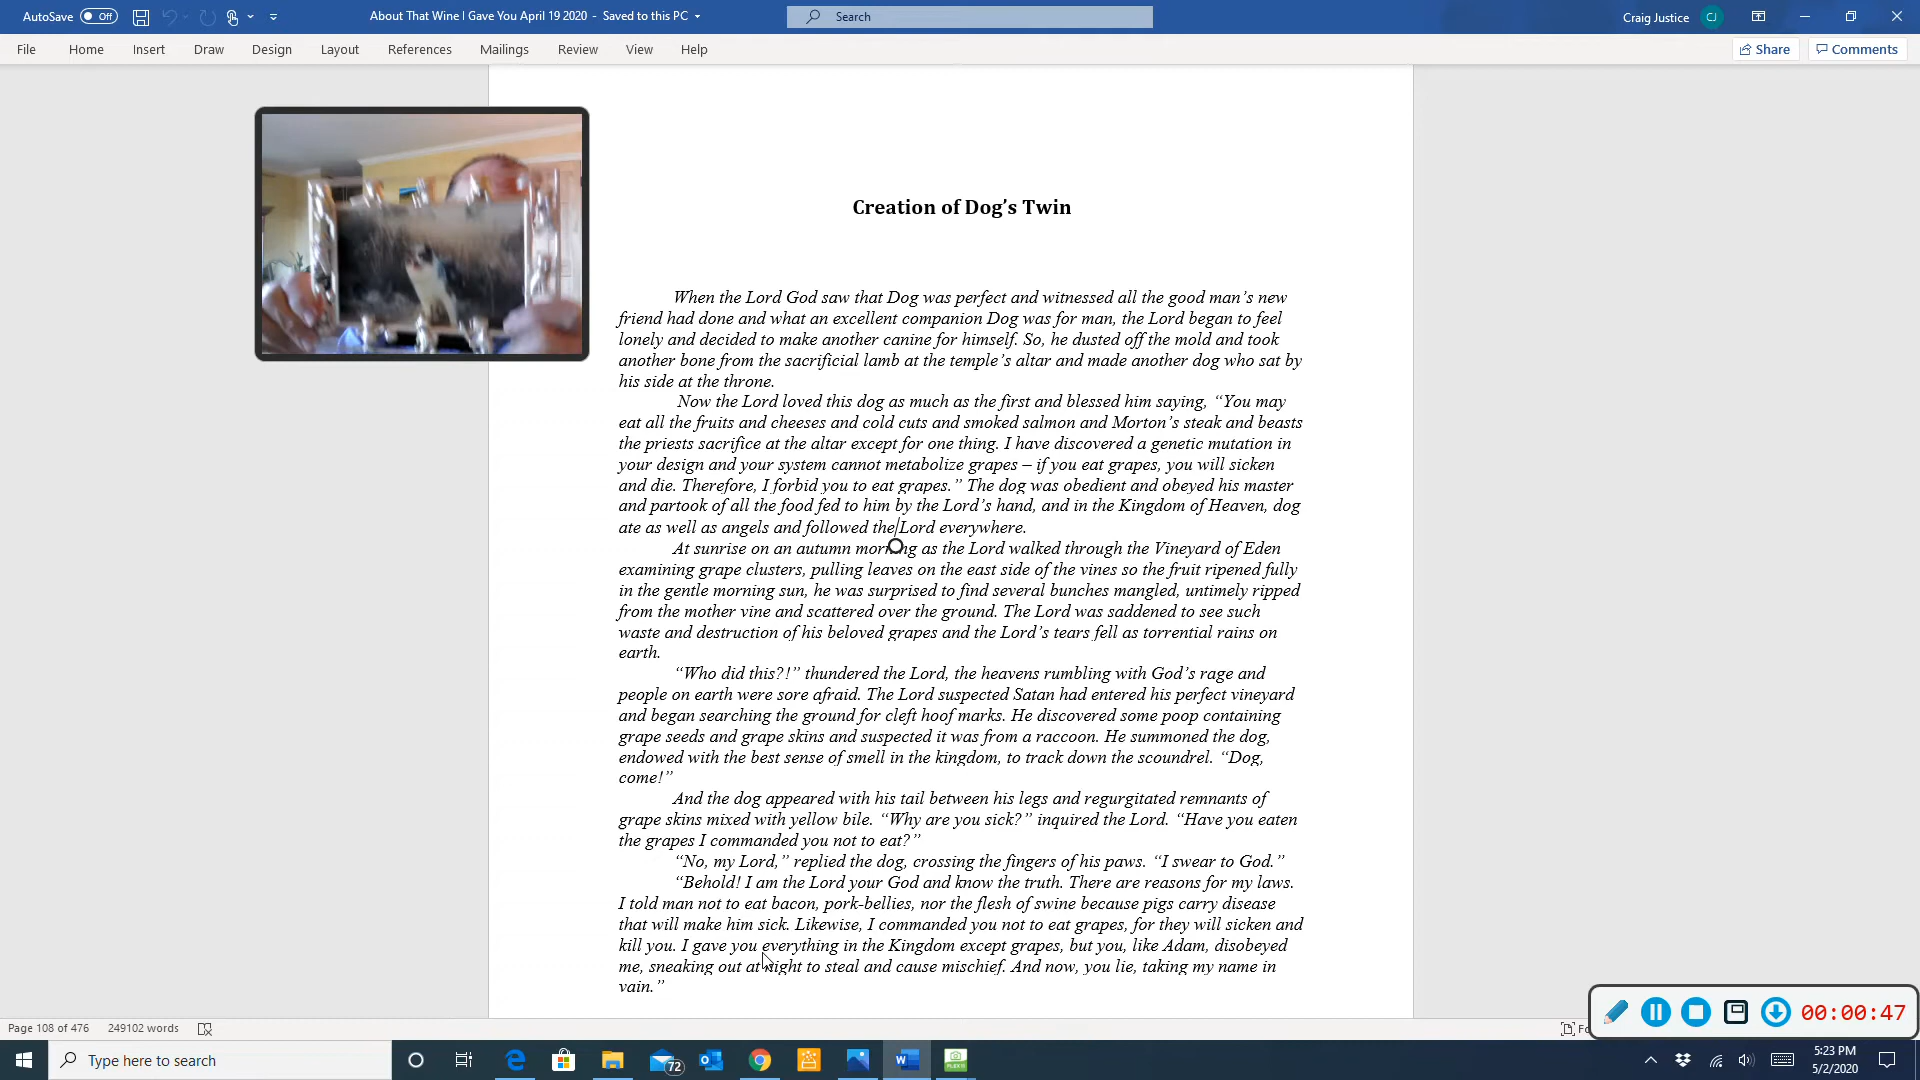 AutoSave Off About That Wine I Gave You April 19 2020 - Saved to this PC Search Craig Justice CJ
File Home Insert Draw Design Layout References Mailings Review View Help Share Comments
Creation of Dog’s Twin
When the Lord God saw that Dog was perfect and witnessed all the good man’s new
friend had done and what an excellent companion Dog was for man, the Lord began to feel
lonely and decided to make another canine for himself. So, he dusted off the mold and took
another bone from the sacrificial lamb at the temple’s altar and made another dog who sat by
his side at the throne.
Now the Lord loved this dog as much as the first and blessed him saying, “You may
eat all the fruits and cheeses and cold cuts and smoked salmon and Morton’s steak and beasts
the priests sacrifice at the altar except for one thing. I have discovered a genetic mutation in
your design and your system cannot metabolize grapes – if you eat grapes, you will sicken
and die. Therefore, I forbid you to eat grapes.” The dog was obedient and obeyed his master
and partook of all the food fed to him by the Lord’s hand, and in the Kingdom of Heaven, dog
ate as well as angels and followed the Lord everywhere.
At sunrise on an autumn morning as the Lord walked through the Vineyard of Eden
examining grape clusters, pulling leaves on the east side of the vines so the fruit ripened fully
in the gentle morning sun, he was surprised to find several bunches mangled, untimely ripped
from the mother vine and scattered over the ground. The Lord was saddened to see such
waste and destruction of his beloved grapes and the Lord’s tears fell as torrential rains on
earth.
“Who did this?!” thundered the Lord, the heavens rumbling with God’s rage and
people on earth were sore afraid. The Lord suspected Satan had entered his perfect vineyard
and began searching the ground for cleft hoof marks. He discovered some poop containing
grape seeds and grape skins and suspected it was from a raccoon. He summoned the dog,
endowed with the best sense of smell in the kingdom, to track down the scoundrel. “Dog,
come!”
And the dog appeared with his tail between his legs and regurgitated remnants of
grape skins mixed with yellow bile. “Why are you sick?” inquired the Lord. “Have you eaten
the grapes I commanded you not to eat?”
“No, my Lord,” replied the dog, crossing the fingers of his paws. “I swear to God.”
“Behold! I am the Lord your God and know the truth. There are reasons for my laws.
I told man not to eat bacon, pork-bellies, nor the flesh of swine because pigs carry disease
that will make him sick. Likewise, I commanded you not to eat grapes, for they will sicken and
kill you. I gave you everything in the Kingdom except grapes, but you, like Adam, disobeyed
me, sneaking out at night to steal and cause mischief. And now, you lie, taking my name in
vain.”
00:00:47
Page 108 of 476 249102 words
Type here to search 72 5:23 PM
5/2/2020